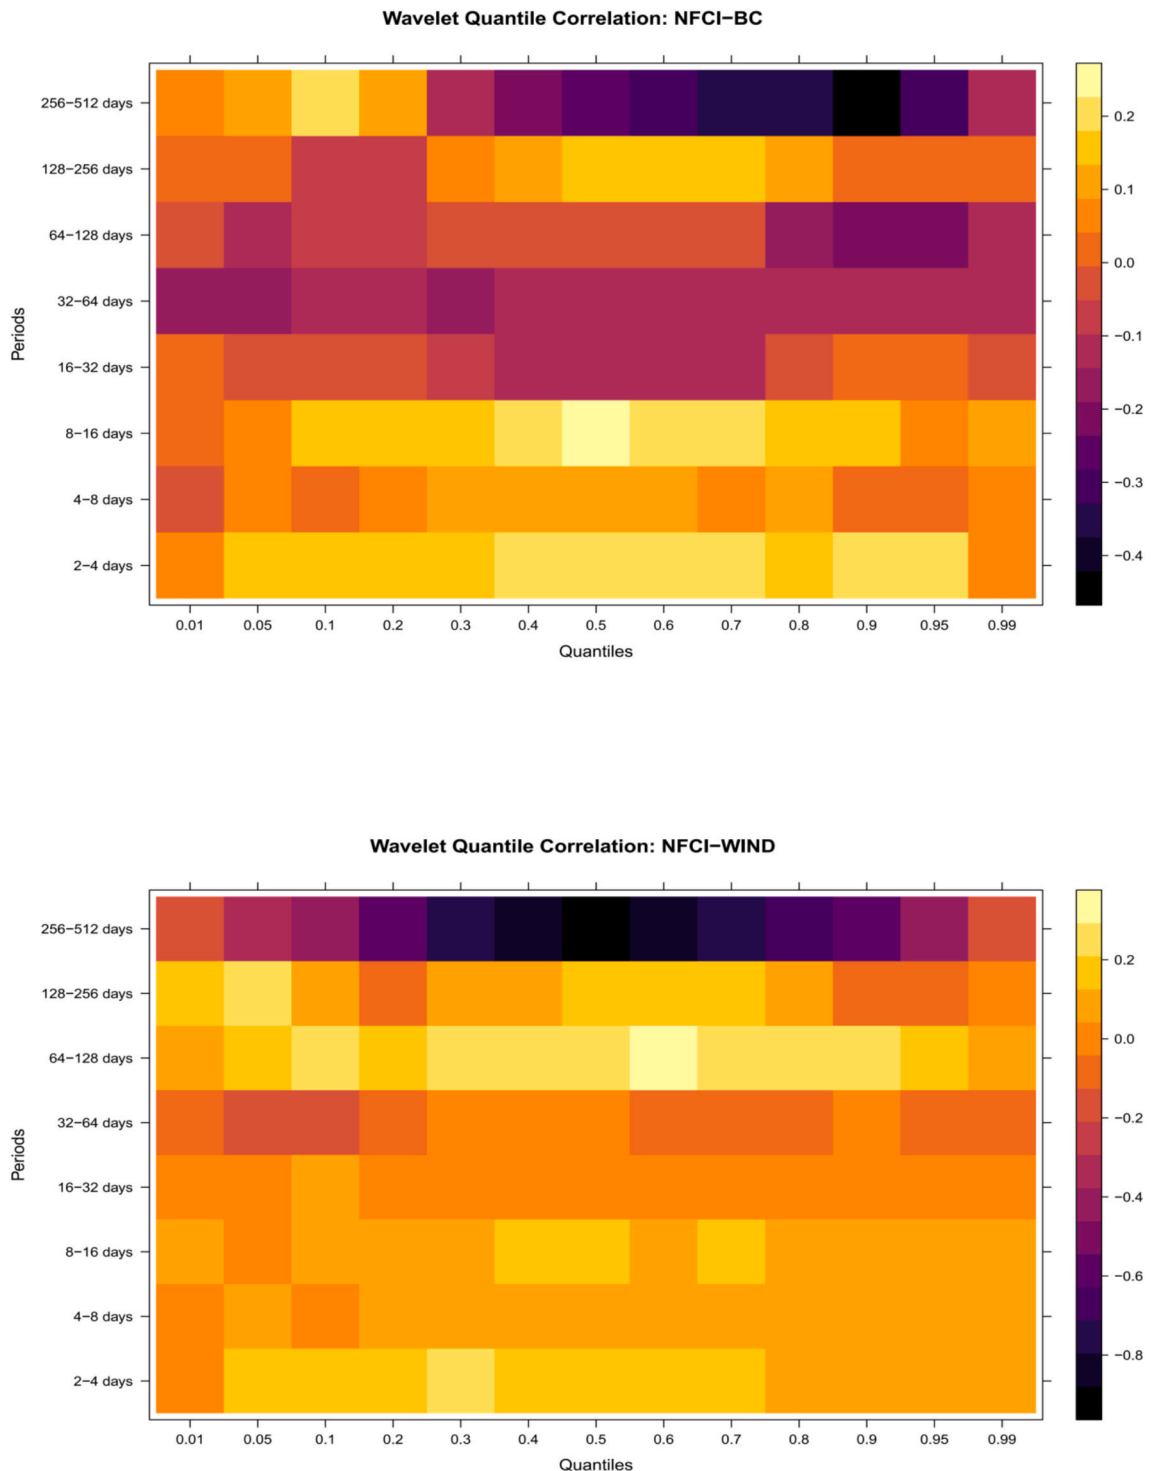 Wavelet Quantile Correlation: NFCI−BC
256−512 days
128−256 days
64−128 days
32−64 days
16−32 days
8−16 days
4−8 days
2−4 days
Periods
0.01 0.05 0.1 0.2 0.3 0.4 0.5 0.6 0.7 0.8 0.9 0.95 0.99
Quantiles
0.2
0.1
0.0
−0.1
−0.2
−0.3
−0.4
Wavelet Quantile Correlation: NFCI−WIND
256−512 days
128−256 days
64−128 days
32−64 days
16−32 days
8−16 days
4−8 days
2−4 days
Periods
0.01 0.05 0.1 0.2 0.3 0.4 0.5 0.6 0.7 0.8 0.9 0.95 0.99
Quantiles
0.2
0.0
−0.2
−0.4
−0.6
−0.8